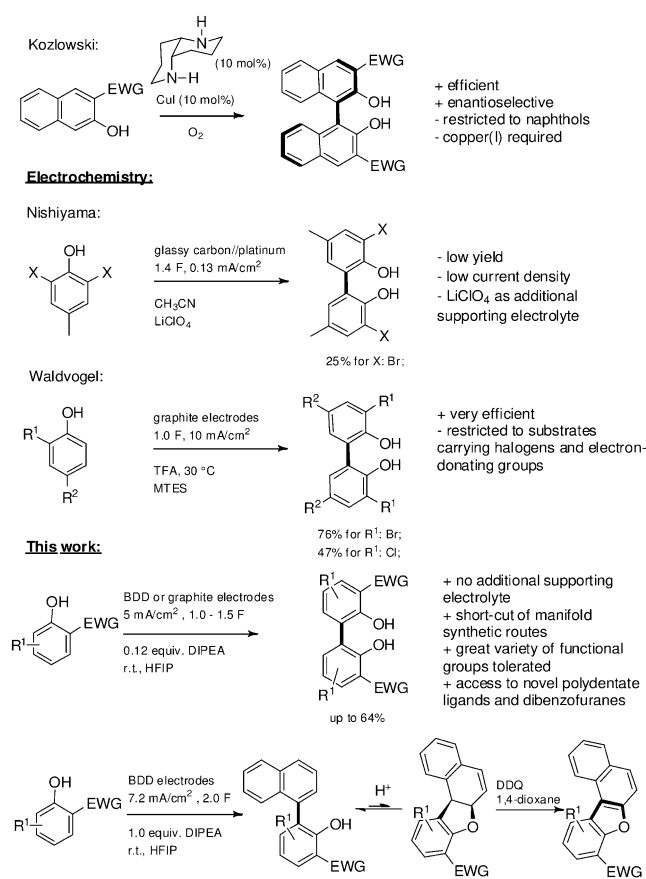 Kozlowski:
H
N
N-H
(10 mol%)
EWG
OH
CuI (10 mol%)
O2
EWG
OH
OH
EWG
+ efficient
+ enantioselective
- restricted to naphthols
- copper(I) required
Electrochemistry:
Nishiyama:
OH
X
X
glassy carbon//platinum
1.4 F, 0.13 mA/cm²
CH3CN
LiClO4
X
OH
OH
X
25% for X: Br;
- low yield
- low current density
- LiClO4 as additional
supporting electrolyte
Waldvogel:
OH
R¹
R²
graphite electrodes
1.0 F, 10 mA/cm²
TFA, 30 °C
MTES
R²
R¹
OH
OH
R²
R¹
76% for R¹: Br;
47% for R¹: Cl;
+ very efficient
- restricted to substrates
carrying halogens and electron-
donating groups
This work:
OH
EWG
R¹
BDD or graphite electrodes
5 mA/cm² , 1.0 - 1.5 F
0.12 equiv. DIPEA
r.t., HFIP
R¹
EWG
OH
OH
R¹
EWG
up to 64%
+ no additional supporting
electrolyte
+ short-cut of manifold
synthetic routes
+ great variety of functional
groups tolerated
+ access to novel polydentate
ligands and dibenzofuranes
OH
EWG
R¹
BDD electrodes
7.2 mA/cm² , 2.0 F
1.0 equiv. DIPEA
r.t., HFIP
R¹
OH
EWG
H⁺
R¹
O
EWG
DDQ
1,4-dioxane
R¹
O
EWG